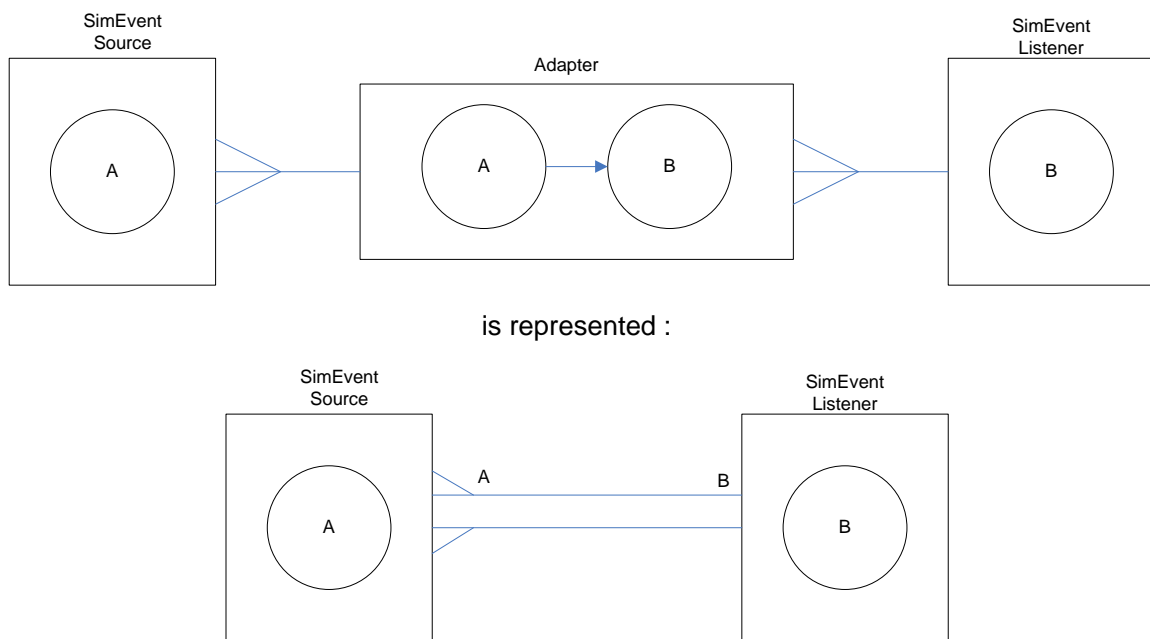 SimEvent
Source
SimEvent
Listener
Adapter
A
A
B
B
is represented :
SimEvent
Source
SimEvent
Listener
A
B
A
B